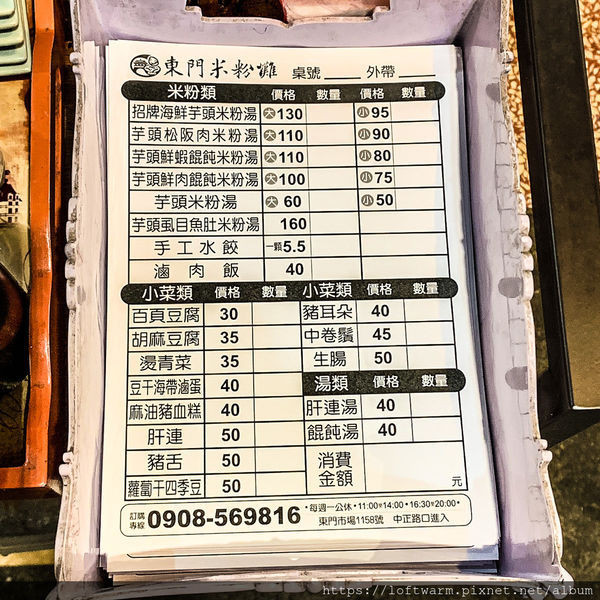 東門米粉攤 桌號 外帶
米粉類 價格 數量 價格 數量
招牌海鮮芋頭米粉湯 大130 小95
芋頭松阪肉米粉湯 大110 小90
芋頭鮮蝦餛飩米粉湯 大110 小80
芋頭鮮肉餛飩米粉湯 大100 小75
芋頭米粉湯 大60 小50
芋頭虱目魚肚米粉湯 160
手工水餃 一顆5.5
滷肉飯 40
小菜類 價格 數量 小菜類 價格 數量
百頁豆腐 30 豬耳朵 40
胡麻豆腐 35 中卷鬚 45
燙青菜 35 生腸 50
豆干海帶滷蛋 40 湯類 價格 數量
麻油豬血糕 40 肝連湯 40
肝連 50 餛飩湯 40
豬舌 50 消費金額 元
蘿蔔干四季豆 50
訂購專線 0908-569816 •每週一公休•11:00~14:00•16:30~20:00•
東門市場1158號 中正路口進入
https://loftwarm.pixnet.net/album